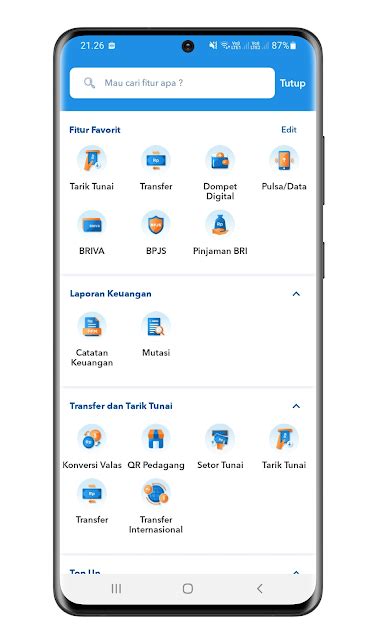 21.26 87%
Mau cari fitur apa ? Tutup
Fitur Favorit Edit
Tarik Tunai Transfer Dompet Digital Pulsa/Data
BRIVA BPJS Pinjaman BRI
Laporan Keuangan
Catatan Keuangan Mutasi
Transfer dan Tarik Tunai
Konversi Valas QR Pedagang Setor Tunai Tarik Tunai
Transfer Transfer Internasional
Top Up